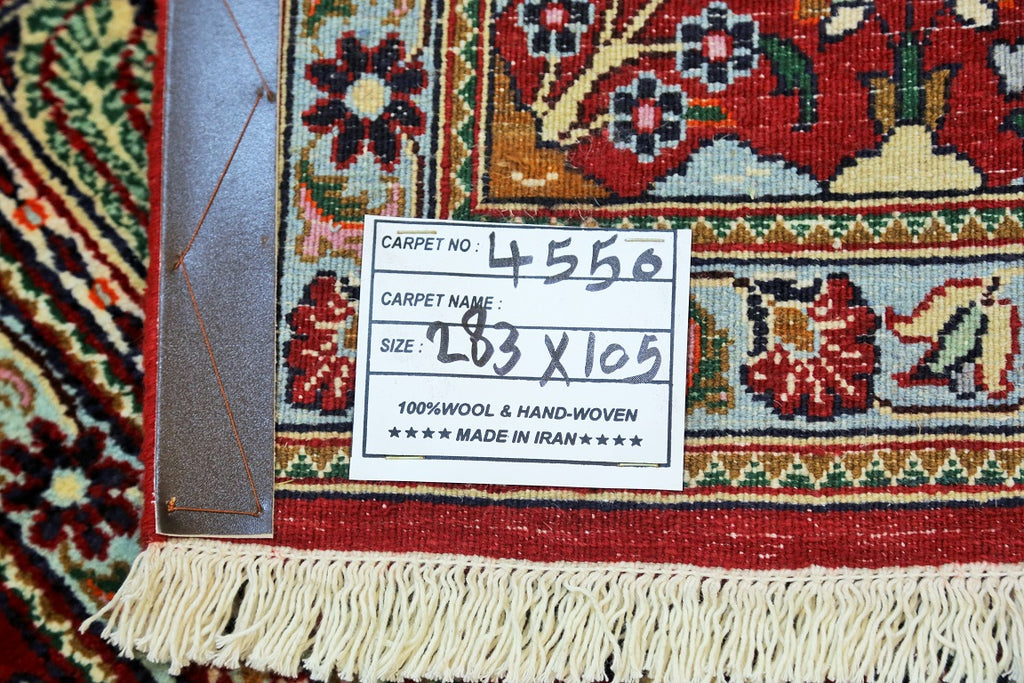 CARPET NO : 4550
CARPET NAME :
SIZE : 283 X 105
100%WOOL & HAND-WOVEN
★★★★ MADE IN IRAN★★★★